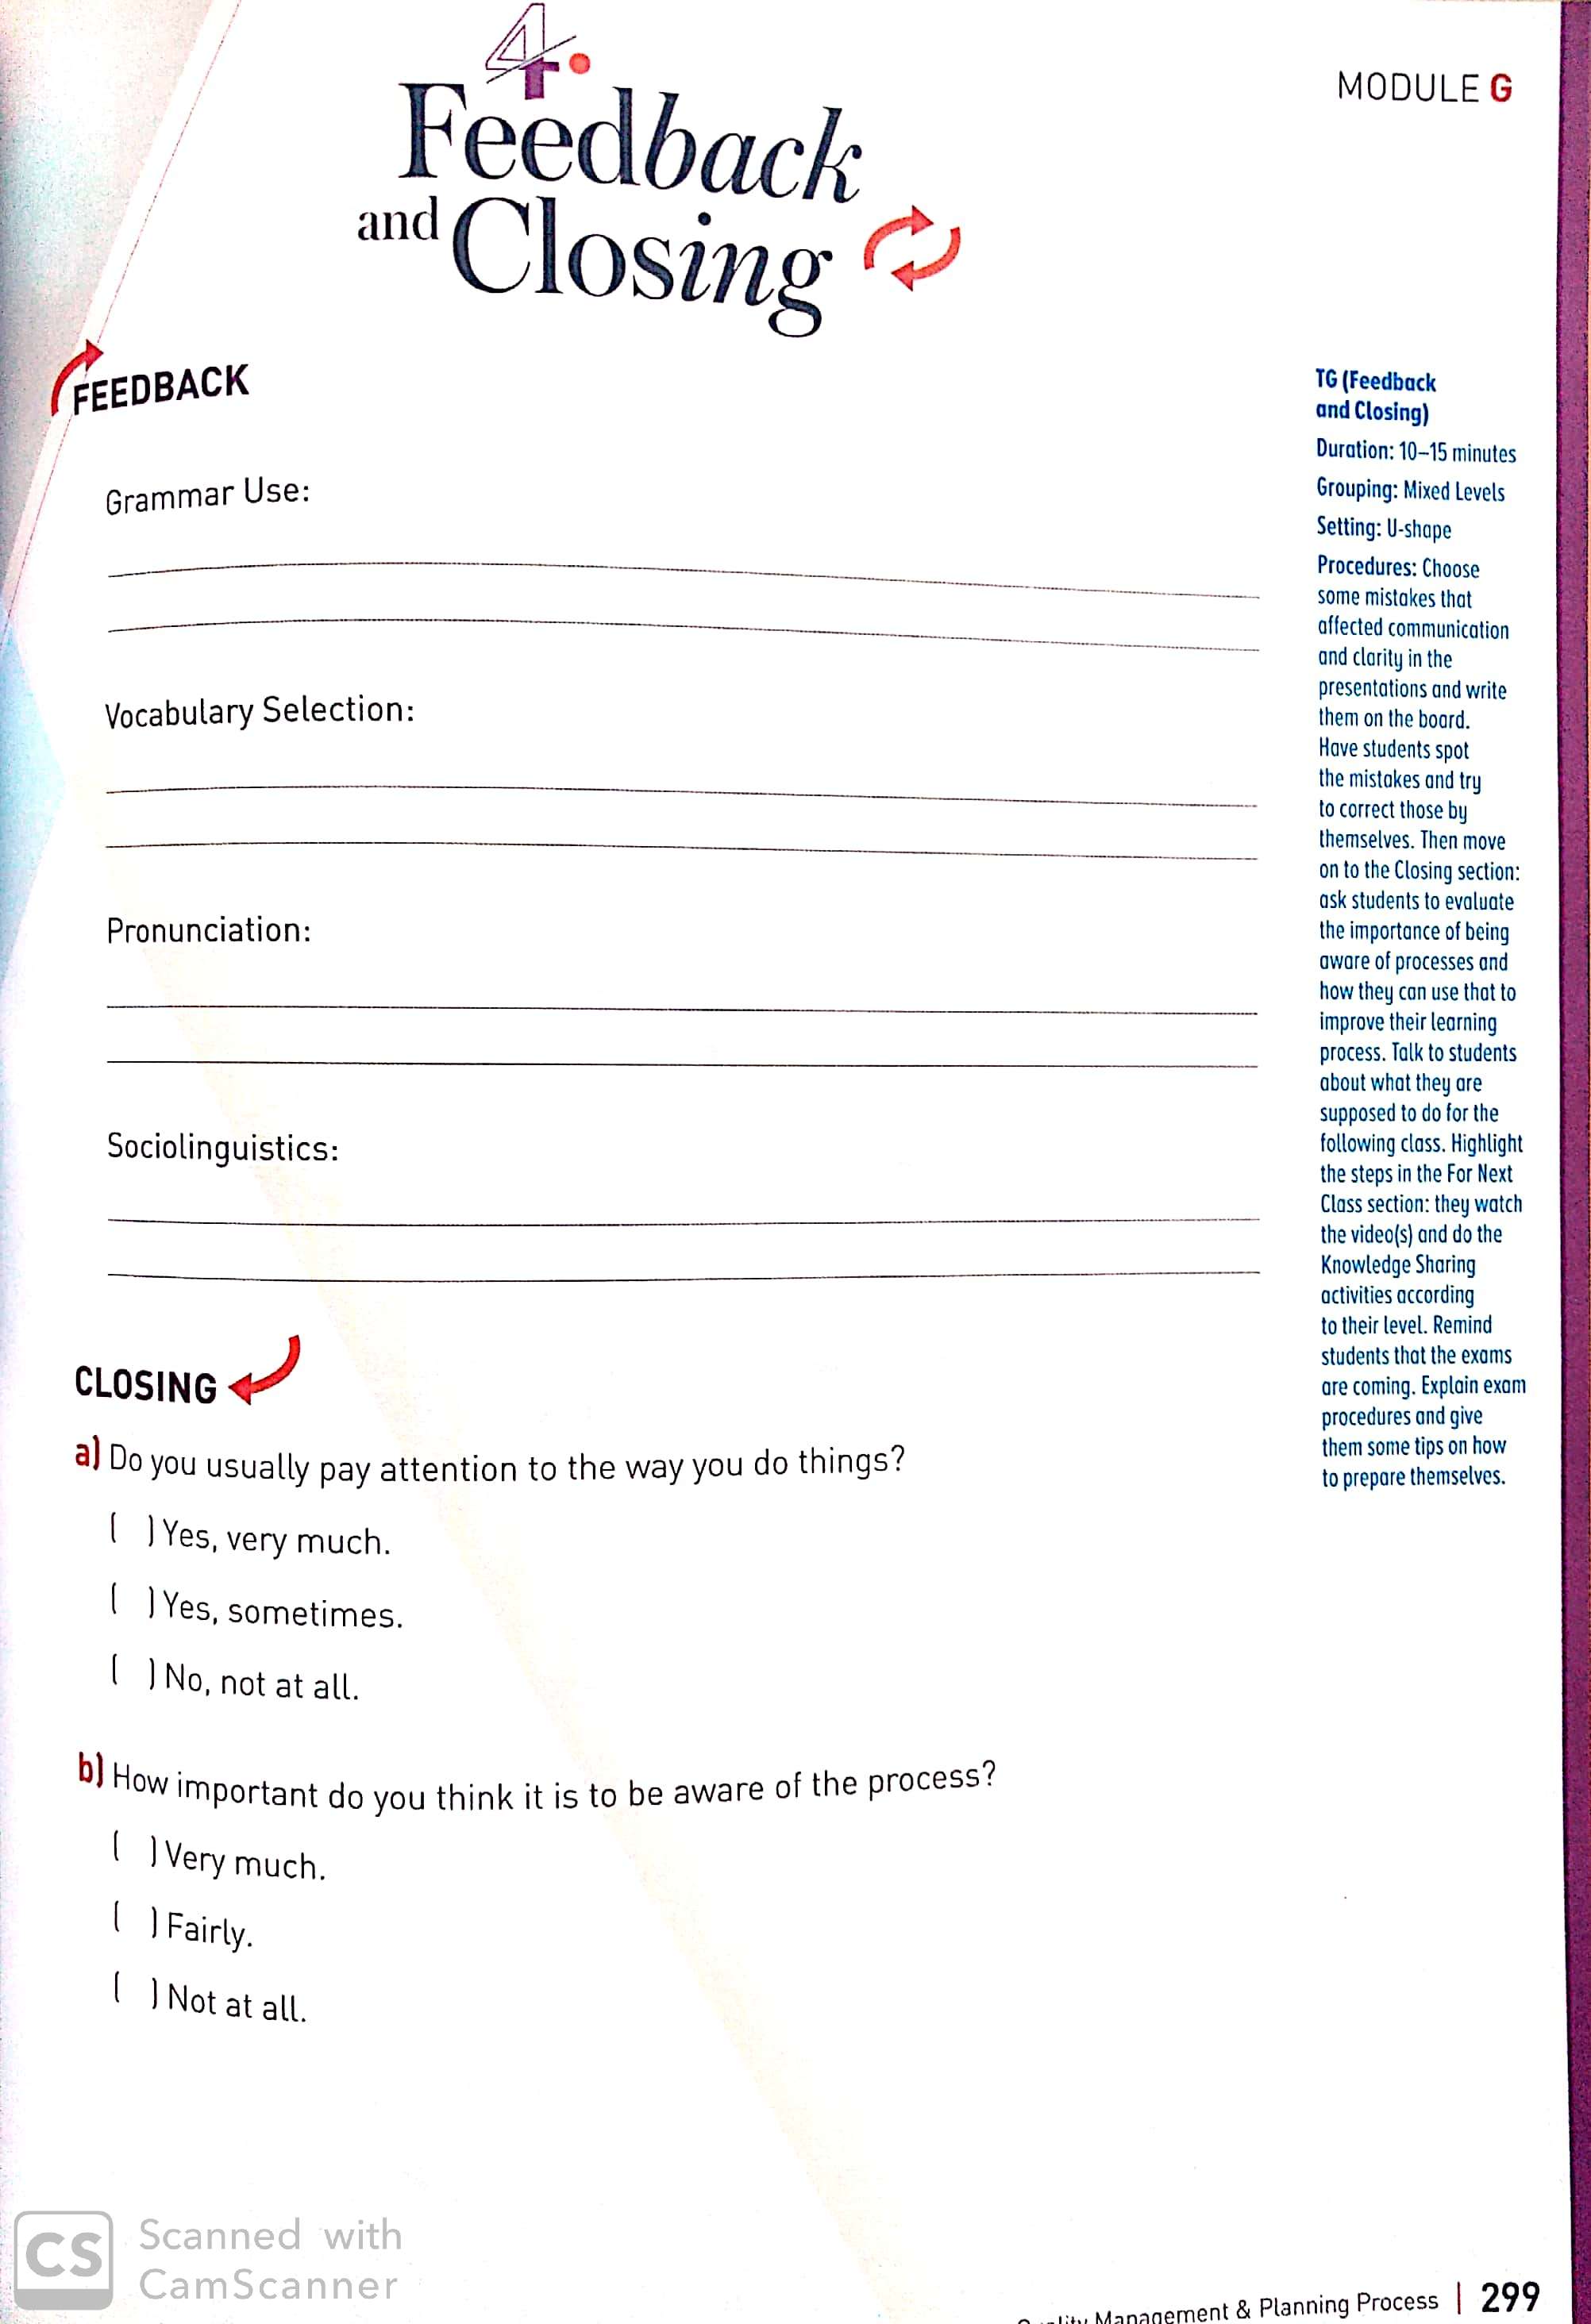 MODULE G
4.
Feedback
and Closing
FEEDBACK
Grammar Use:
Vocabulary Selection:
Pronunciation:
Sociolinguistics:
CLOSING
a) Do you usually pay attention to the way you do things?
( ) Yes, very much.
( ) Yes, sometimes.
( ) No, not at all.
b) How important do you think it is to be aware of the process?
( ) Very much.
( ) Fairly.
( ) Not at all.
TG (Feedback
and Closing)
Duration: 10–15 minutes
Grouping: Mixed Levels
Setting: U-shape
Procedures: Choose
some mistakes that
affected communication
and clarity in the
presentations and write
them on the board.
Have students spot
the mistakes and try
to correct those by
themselves. Then move
on to the Closing section:
ask students to evaluate
the importance of being
aware of processes and
how they can use that to
improve their learning
process. Talk to students
about what they are
supposed to do for the
following class. Highlight
the steps in the For Next
Class section: they watch
the video(s) and do the
Knowledge Sharing
activities according
to their level. Remind
students that the exams
are coming. Explain exam
procedures and give
them some tips on how
to prepare themselves.
CS Scanned with
CamScanner
Management & Planning Process | 299